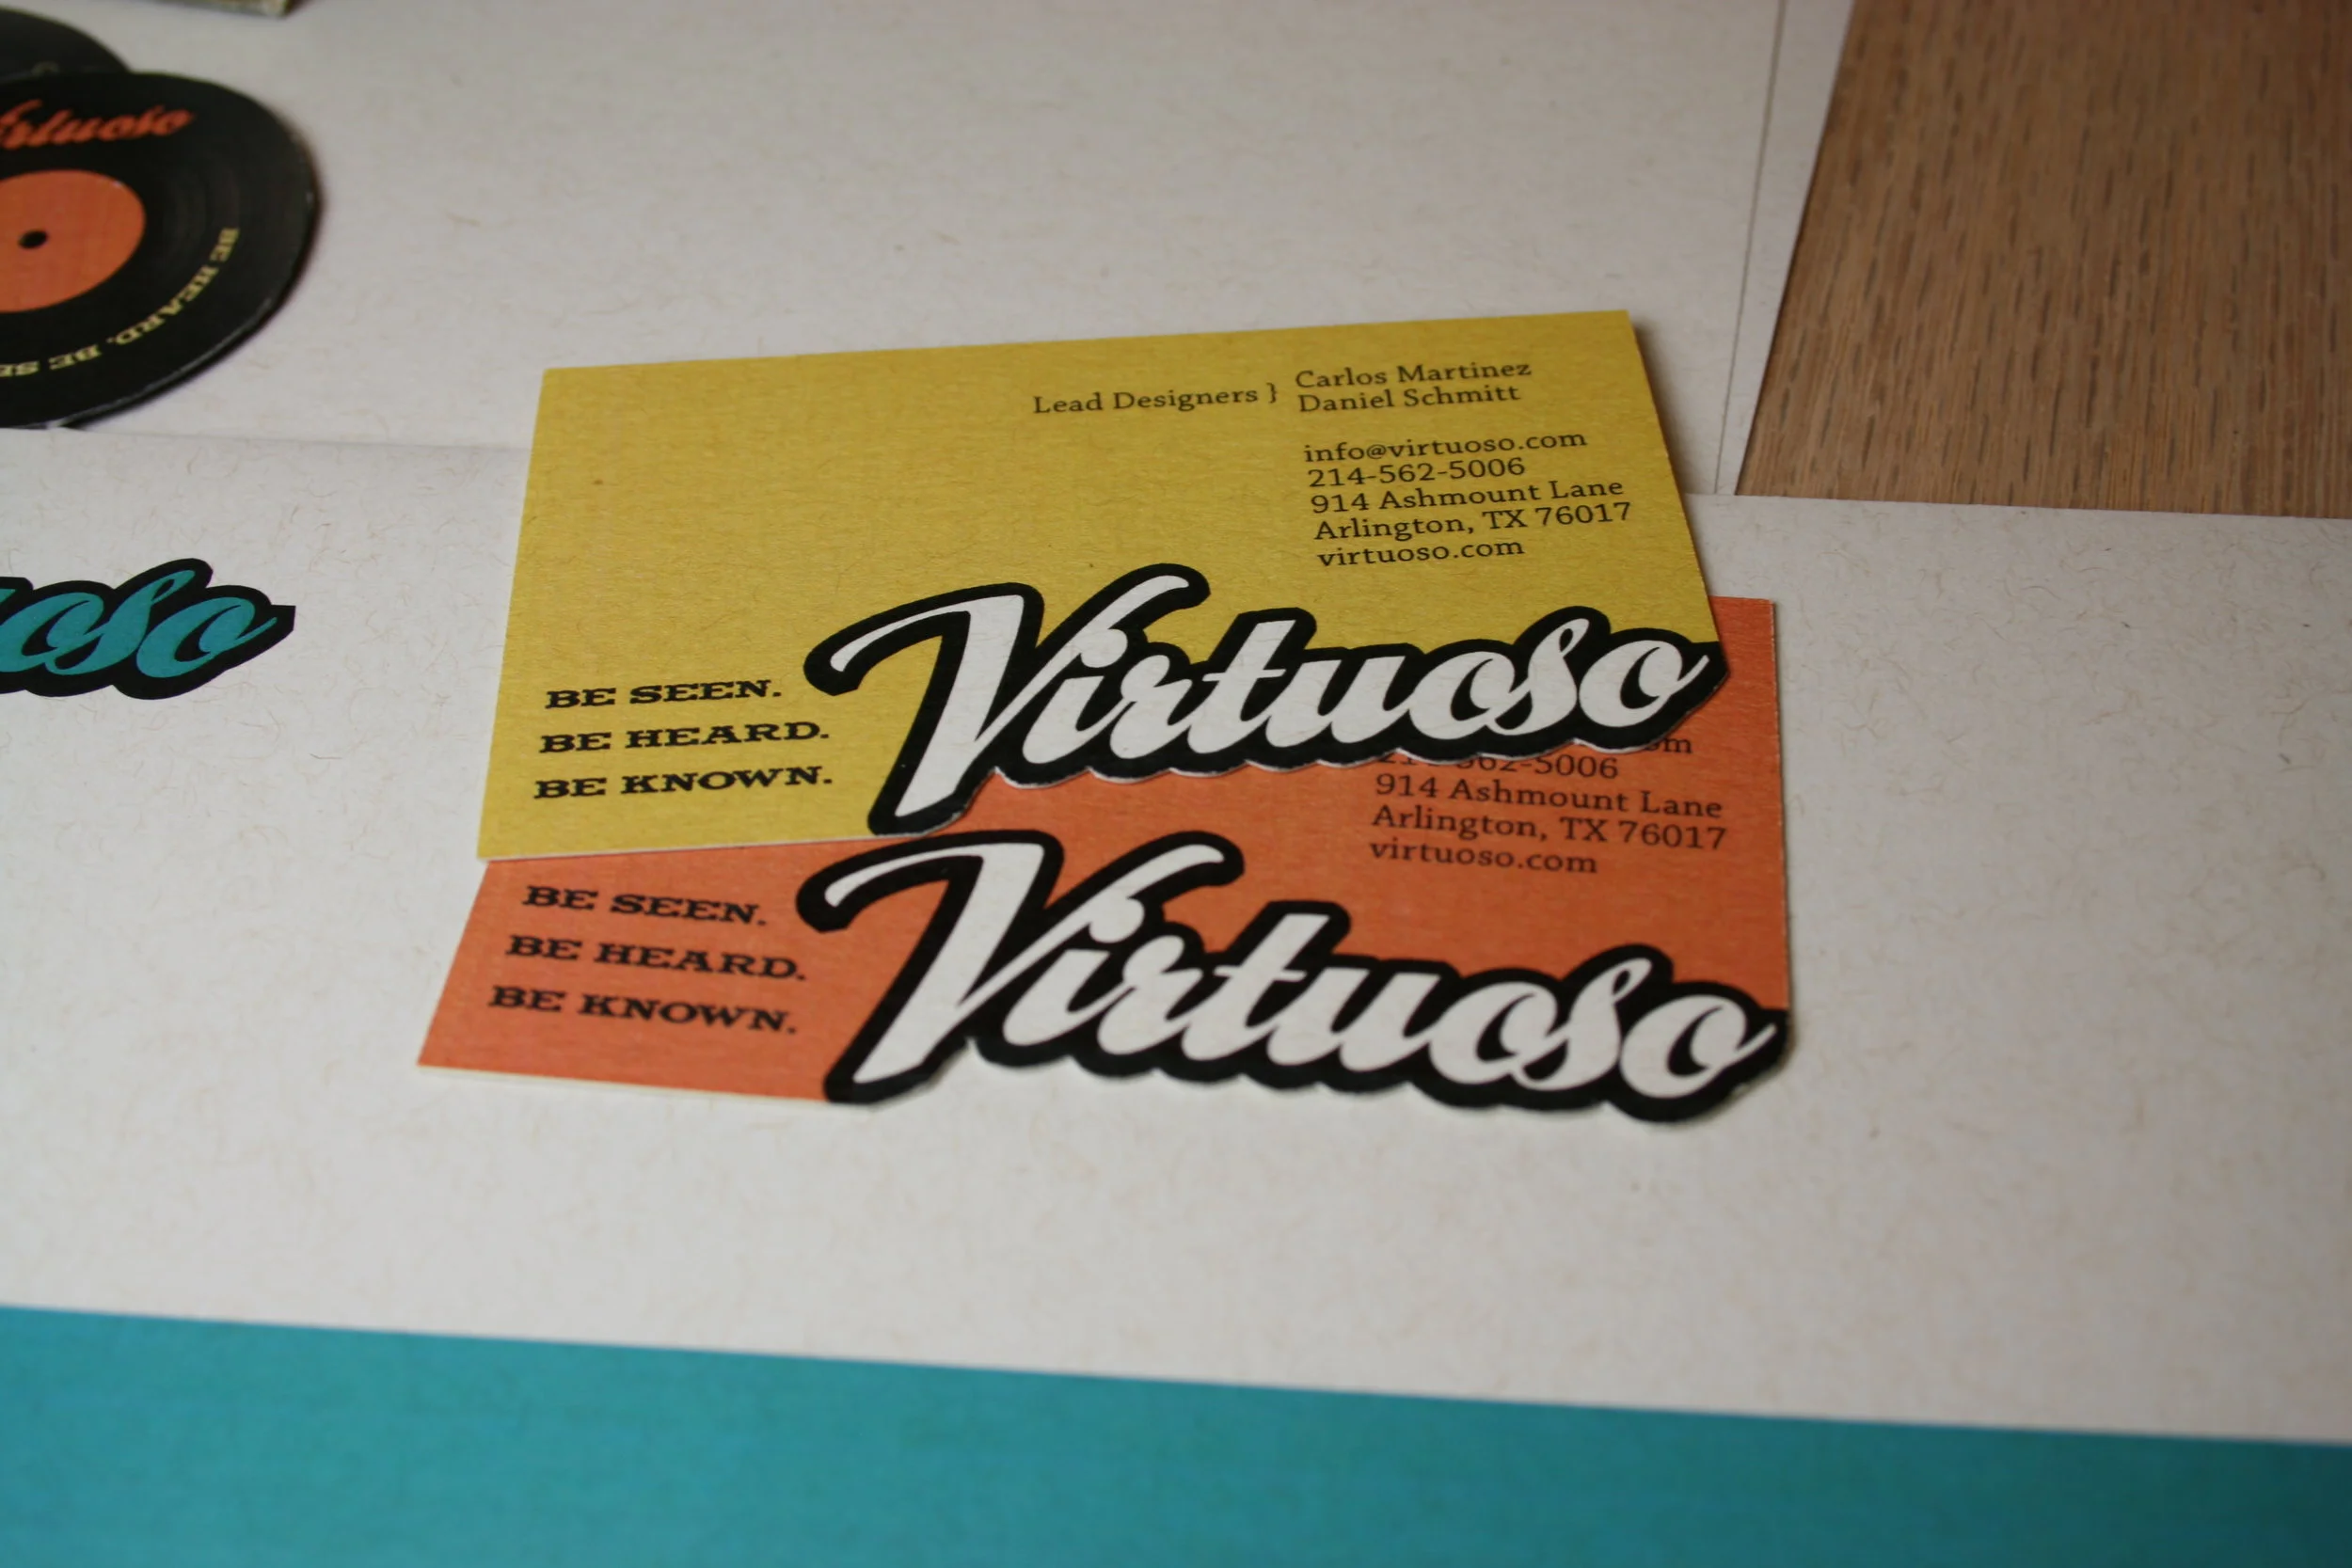 Virtuoso
BE HEARD. BE
Lead Designers }
Carlos Martinez
Daniel Schmitt
info@virtuoso.com
214-562-5006
914 Ashmount Lane
Arlington, TX 76017
virtuoso.com
BE SEEN.
BE HEARD.
BE KNOWN.
Virtuoso
914 Ashmount Lane
Arlington, TX 76017
virtuoso.com
BE SEEN.
BE HEARD.
BE KNOWN.
Virtuoso